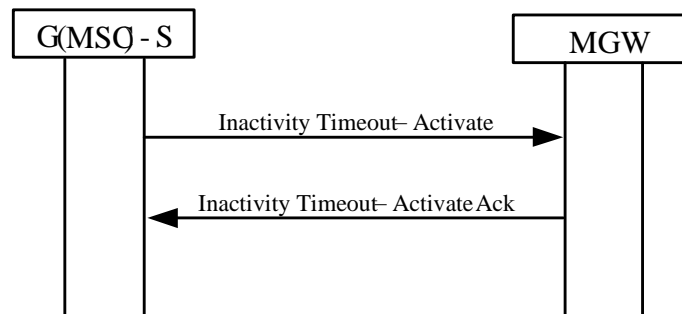 G(MSC)-S
MGW
Inactivity Timeout– Activate
Inactivity Timeout– Activate Ack